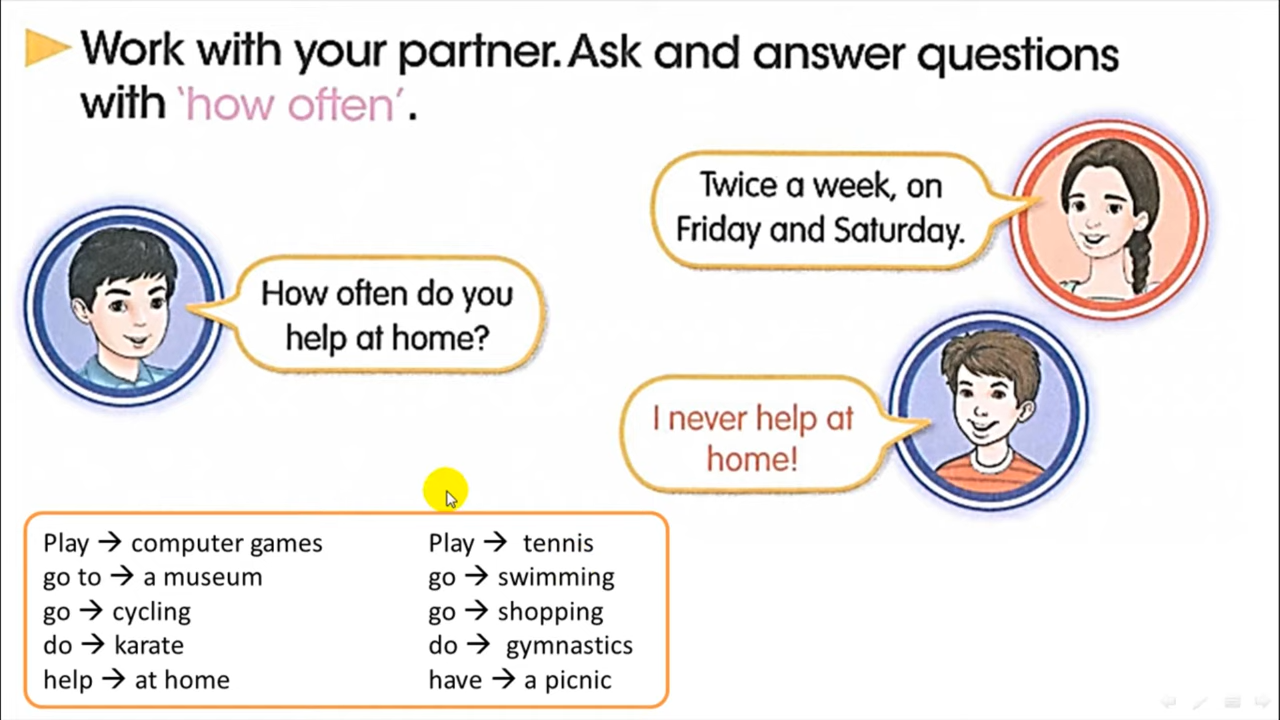 Work with your partner. Ask and answer questions
with ‘how often’.
Twice a week, on
Friday and Saturday.
How often do you
help at home?
I never help at
home!
Play → computer games
go to → a museum
go → cycling
do → karate
help → at home
Play → tennis
go → swimming
go → shopping
do → gymnastics
have → a picnic